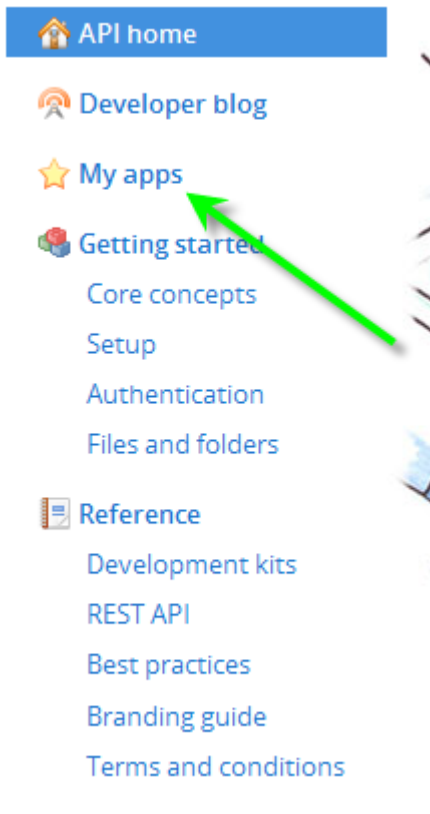 API home
Developer blog
My apps
Getting started
Core concepts
Setup
Authentication
Files and folders
Reference
Development kits
REST API
Best practices
Branding guide
Terms and conditions